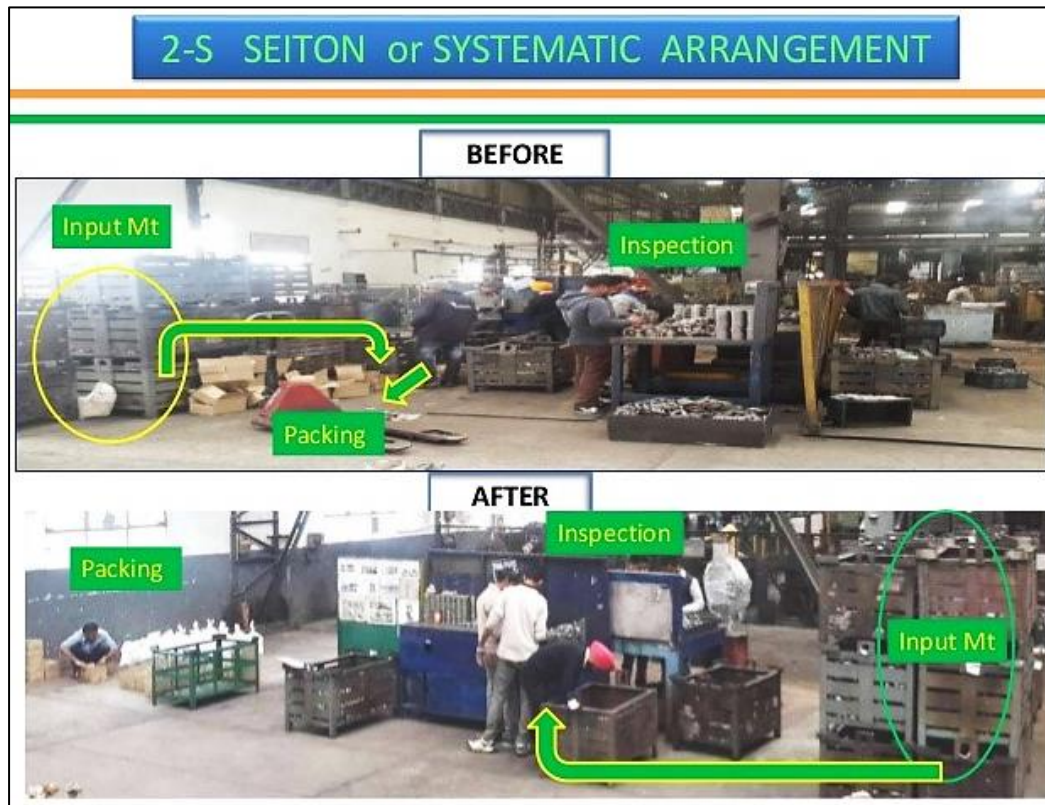 2-S SEITON or SYSTEMATIC ARRANGEMENT
BEFORE
Input Mt
Inspection
Packing
AFTER
Inspection
Packing
Input Mt